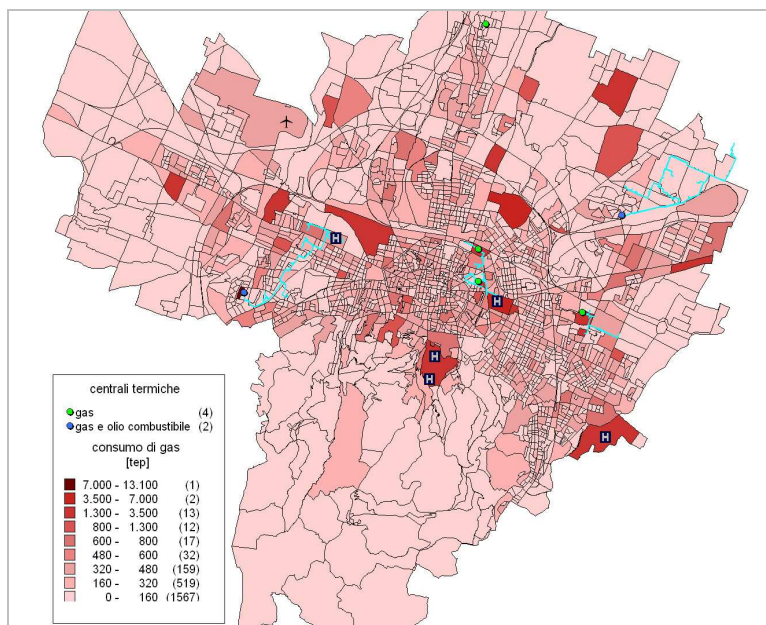 H
H
H
H
H
centrali termiche
gas (4)
gas e olio combustibile (2)
consumo di gas
[tep]
7.000 - 13.100 (1)
3.500 - 7.000 (2)
1.300 - 3.500 (13)
800 - 1.300 (12)
600 - 800 (17)
480 - 600 (32)
320 - 480 (159)
160 - 320 (519)
0 - 160 (1567)